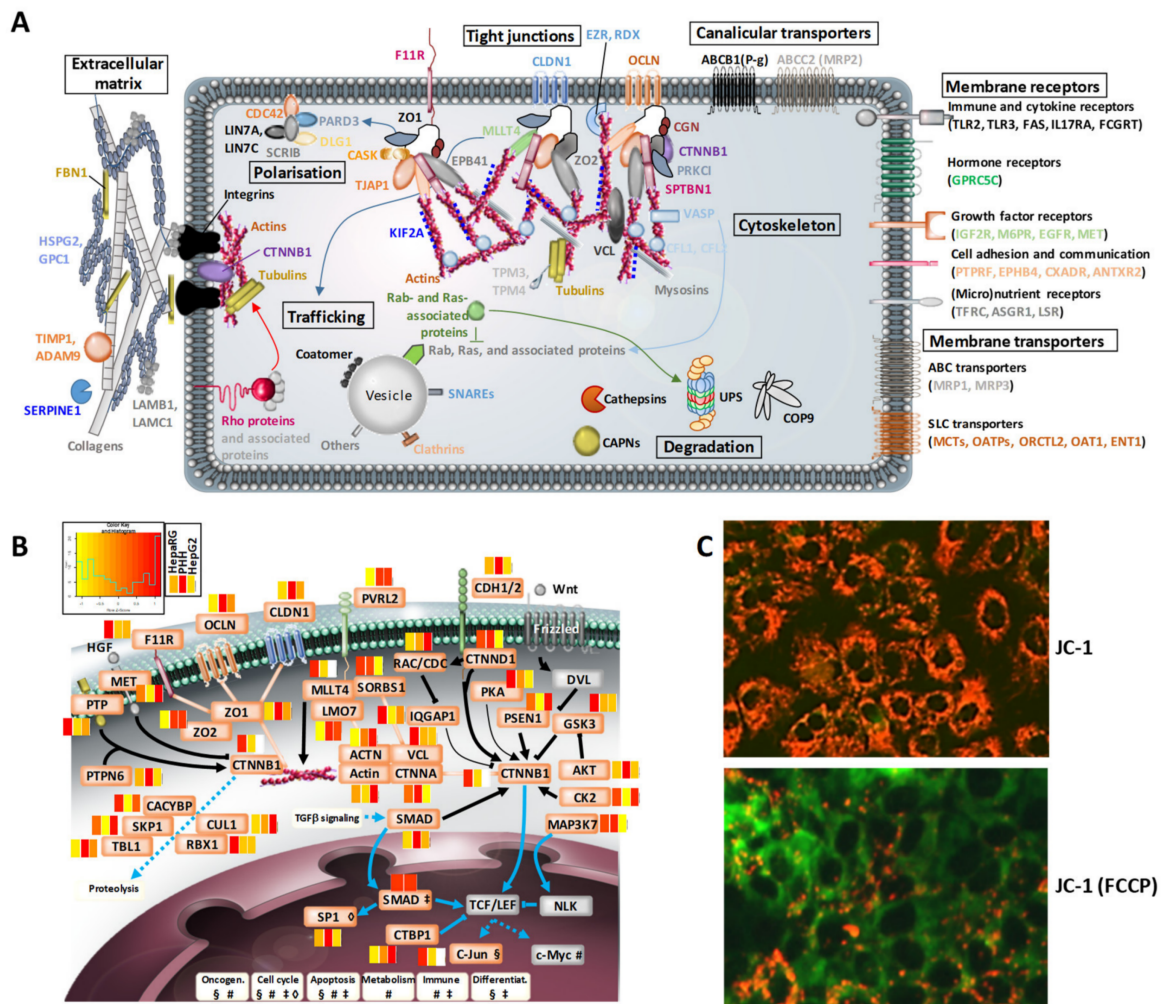 A
Extracellular
matrix
FBN1
HSPG2,
GPC1
TIMP1,
ADAM9
SERPINE1
Collagens
LAMB1,
LAMC1
Integrins
Actins
CTNNB1
Tubulins
Rho proteins
and associated
proteins
CDC42
PARD3
LIN7A,
LIN7C
DLG1
SCRIB
Polarisation
F11R
ZO1
CASK
TJAP1
EPB41
MLLT4
KIF2A
Trafficking
Tight junctions
CLDN1
EZR, RDX
OCLN
ZO2
CGN
CTNNB1
PRKCI
SPTBN1
VASP
Cytoskeleton
VCL
CFL1, CFL2
Actins
TPM3,
TPM4
Tubulins
Mysosins
Rab- and Ras-
associated
proteins
Rab, Ras, and associated proteins
Coatomer
Vesicle
SNAREs
Others
Clathrins
Cathepsins
CAPNs
UPS
COP9
Degradation
Canalicular transporters
ABCB1(P-g)
ABCC2 (MRP2)
Membrane receptors
Immune and cytokine receptors
(TLR2, TLR3, FAS, IL17RA, FCGRT)
Hormone receptors
(GPRC5C)
Growth factor receptors
(IGF2R, M6PR, EGFR, MET)
Cell adhesion and communication
(PTPRF, EPHB4, CXADR, ANTXR2)
(Micro)nutrient receptors
(TFRC, ASGR1, LSR)
Membrane transporters
ABC transporters
(MRP1, MRP3)
SLC transporters
(MCTs, OATPs, ORCTL2, OAT1, ENT1)
B
Color Key
and Histogram
HepaRG
PHH
HepG2
HGF
F11R
OCLN
CLDN1
PVRL2
CDH1/2
Wnt
Frizzled
MET
PTP
ZO1
ZO2
MLLT4
LMO7
SORBS1
RAC/CDC
CTNND1
DVL
PKA
IQGAP1
PSEN1
GSK3
CTNNB1
ACTN
VCL
Actin
CTNNA
CTNNB1
AKT
CK2
PTPN6
CACYBP
SKP1
CUL1
TBL1
RBX1
Proteolysis
TGFβ signaling
SMAD
MAP3K7
SMAD ‡
TCF/LEF
NLK
SP1 ◊
CTBP1
C-Jun §
c-Myc #
Oncogen.
§ #
Cell cycle
§ # ‡ ◊
Apoptosis
§ # ‡
Metabolism
#
Immune
# ‡
Differentiat.
§ ‡
C
JC-1
JC-1 (FCCP)